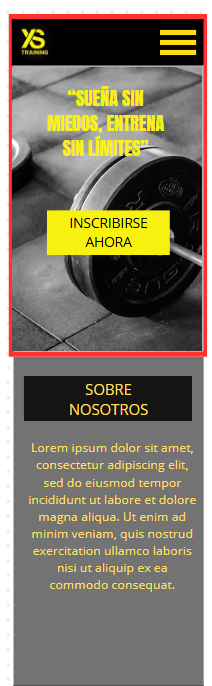 XS
TRAINING
“SUEÑA SIN
MIEDOS, ENTRENA
SIN LÍMITES”
INSCRIBIRSE
AHORA
SOBRE
NOSOTROS
Lorem ipsum dolor sit amet,
consectetur adipiscing elit,
sed do eiusmod tempor
incididunt ut labore et dolore
magna aliqua. Ut enim ad
minim veniam, quis nostrud
exercitation ullamco laboris
nisi ut aliquip ex ea
commodo consequat.